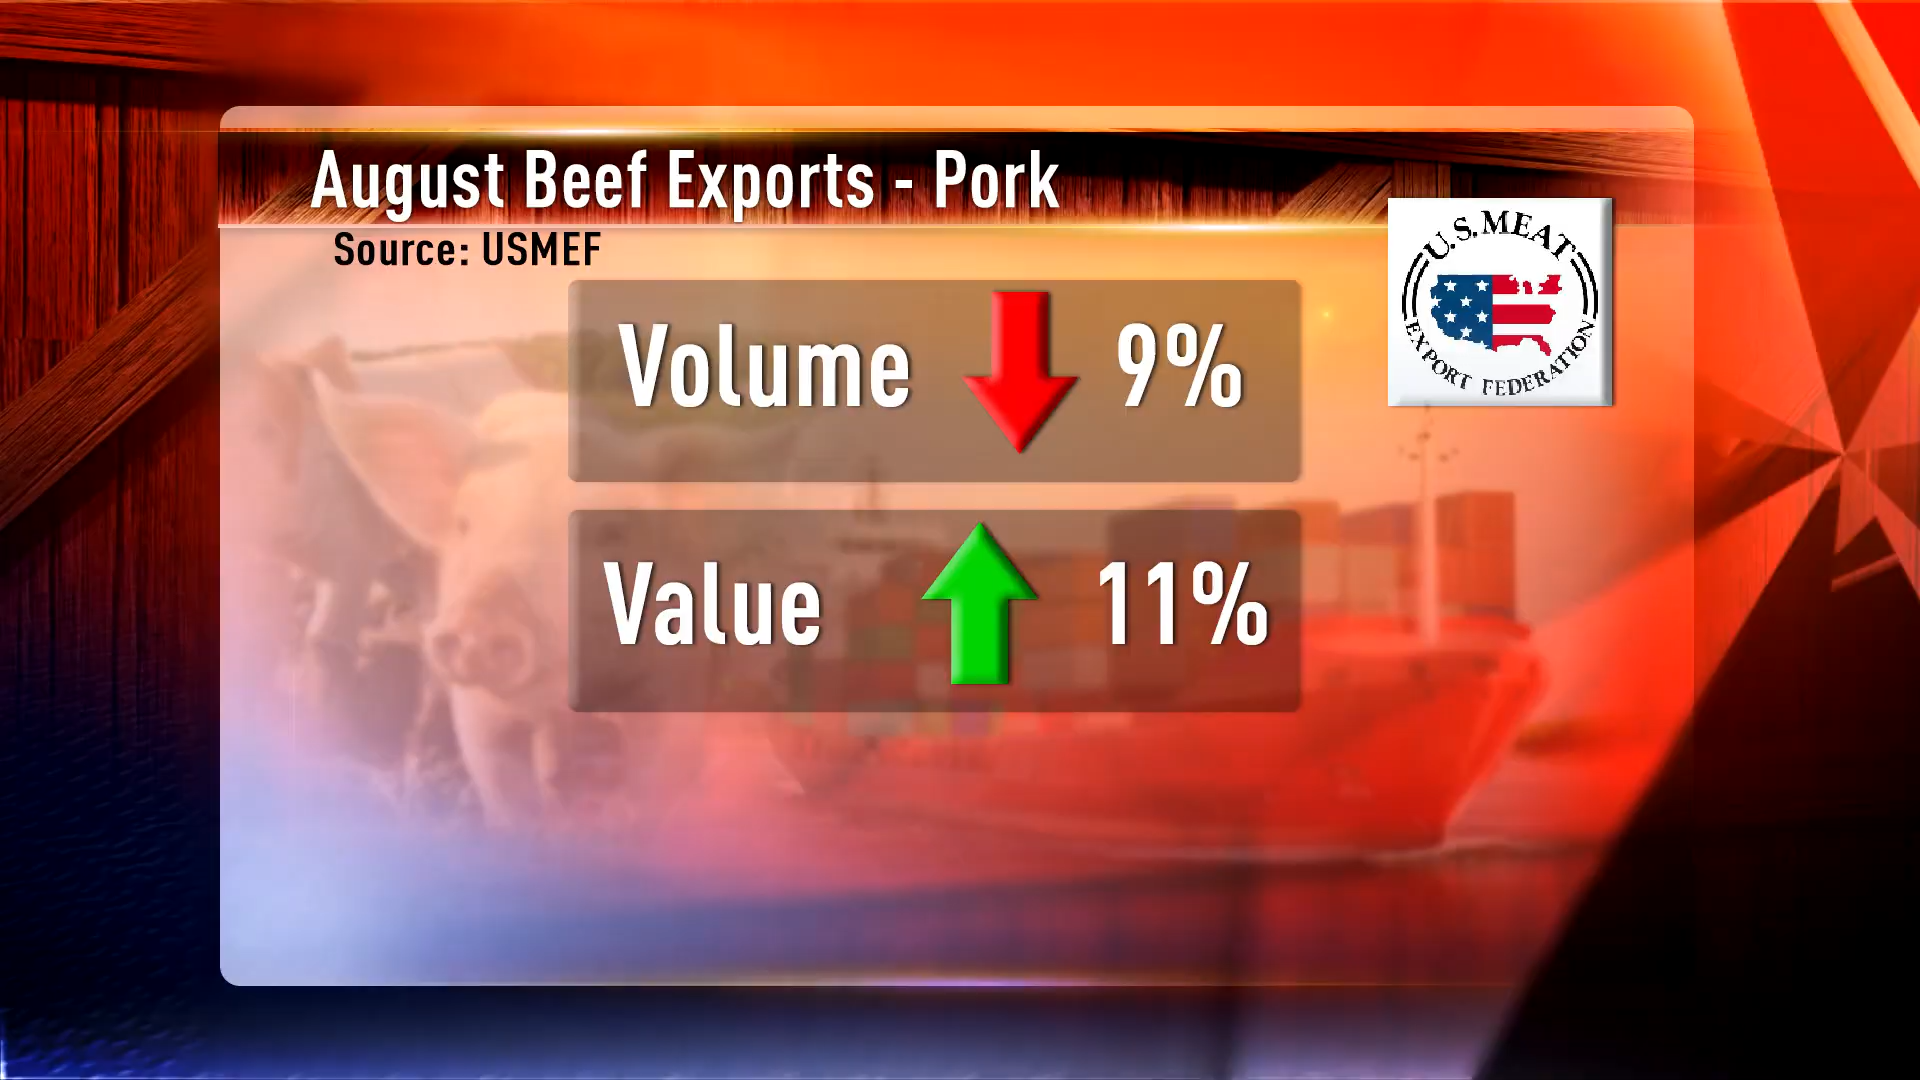 August Beef Exports - Pork
Source: USMEF
U.S. MEAT
EXPORT FEDERATION
Volume 9%
Value 11%